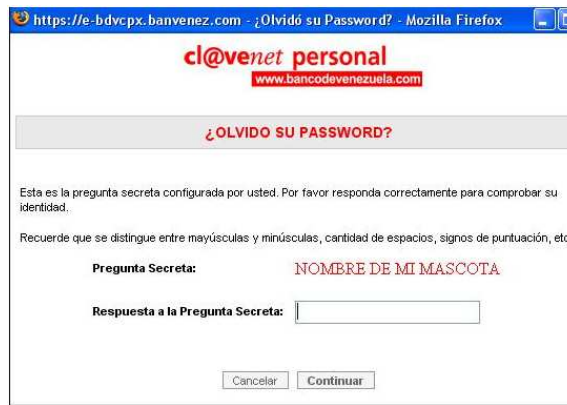 https://e-bdvcpx.banvenez.com - ¿Olvidó su Password? - Mozilla Firefox
cl@venet personal
www.bancodevenezuela.com
¿OLVIDO SU PASSWORD?
Esta es la pregunta secreta configurada por usted. Por favor responda correctamente para comprobar su
identidad.
Recuerde que se distingue entre mayúsculas y minúsculas, cantidad de espacios, signos de puntuación, etc
Pregunta Secreta: NOMBRE DE MI MASCOTA
Respuesta a la Pregunta Secreta:
Cancelar Continuar